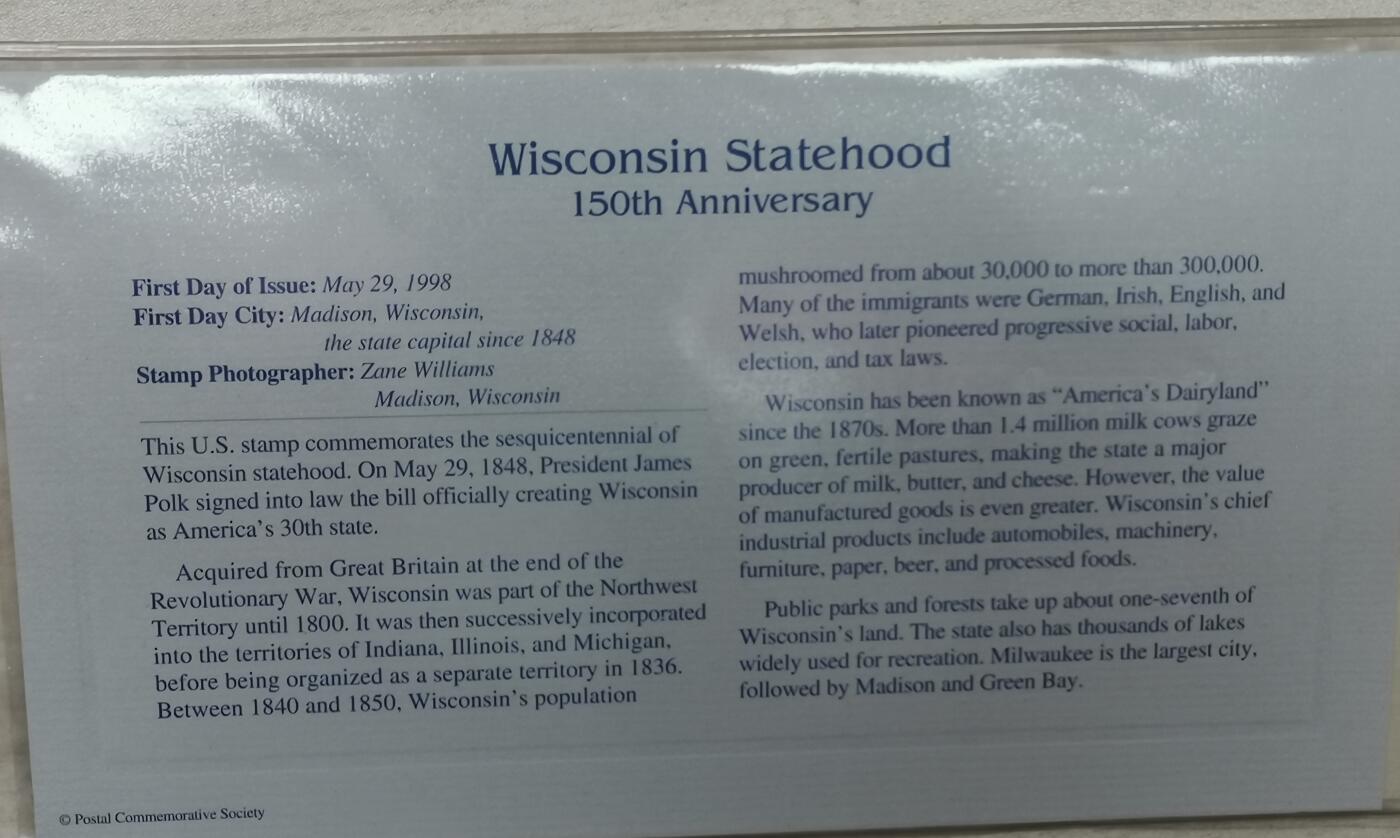 Wisconsin Statehood
150th Anniversary
First Day of Issue: May 29, 1998
First Day City: Madison, Wisconsin,
the state capital since 1848
Stamp Photographer: Zane Williams
Madison, Wisconsin
This U.S. stamp commemorates the sesquicentennial of
Wisconsin statehood. On May 29, 1848, President James
Polk signed into law the bill officially creating Wisconsin
as America's 30th state.
Acquired from Great Britain at the end of the
Revolutionary War, Wisconsin was part of the Northwest
Territory until 1800. It was then successively incorporated
into the territories of Indiana, Illinois, and Michigan,
before being organized as a separate territory in 1836.
Between 1840 and 1850, Wisconsin's population
mushroomed from about 30,000 to more than 300,000.
Many of the immigrants were German, Irish, English, and
Welsh, who later pioneered progressive social, labor,
election, and tax laws.
Wisconsin has been known as “America's Dairyland”
since the 1870s. More than 1.4 million milk cows graze
on green, fertile pastures, making the state a major
producer of milk, butter, and cheese. However, the value
of manufactured goods is even greater. Wisconsin's chief
industrial products include automobiles, machinery,
furniture, paper, beer, and processed foods.
Public parks and forests take up about one-seventh of
Wisconsin's land. The state also has thousands of lakes
widely used for recreation. Milwaukee is the largest city,
followed by Madison and Green Bay.
© Postal Commemorative Society